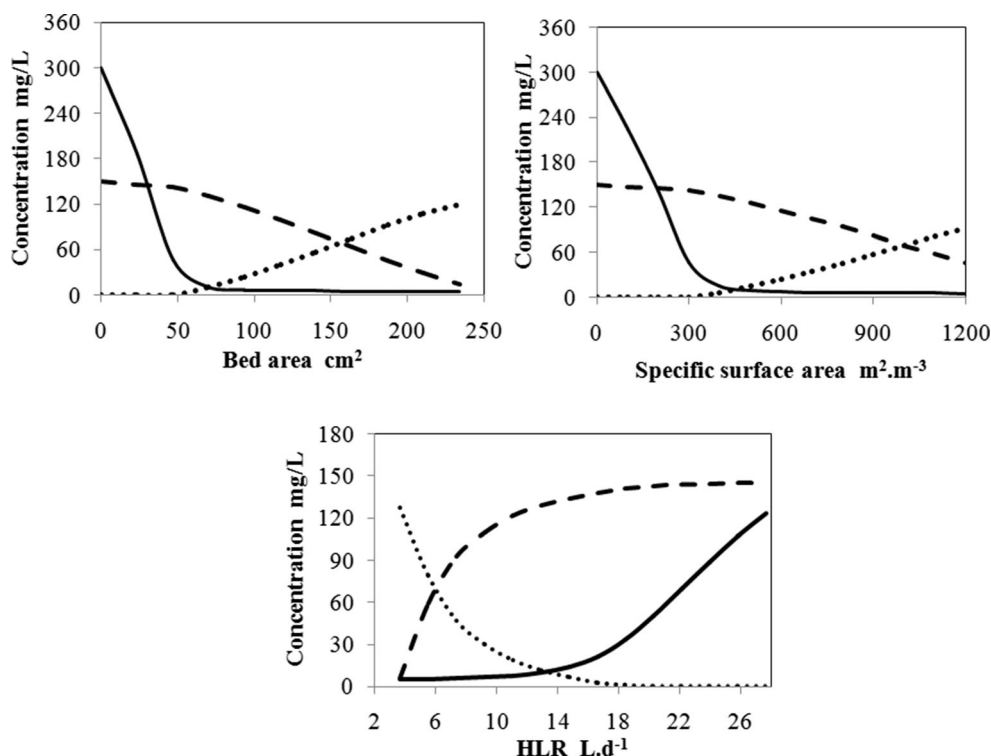 360
300
240
180
120
60
0
Concentration mg/L
0 50 100 150 200 250
Bed area cm²
360
300
240
180
120
60
0
Concentration mg/L
0 300 600 900 1200
Specific surface area m².m⁻³
180
150
120
90
60
30
0
Concentration mg/L
2 6 10 14 18 22 26
HLR L.d⁻¹